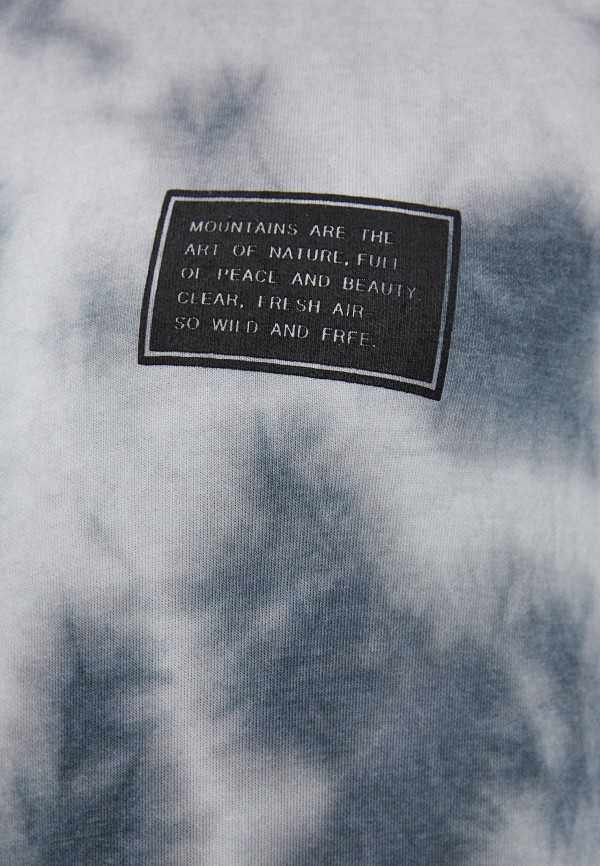 MOUNTAINS ARE THE
ART OF NATURE, FULL
OF PEACE AND BEAUTY.
CLEAR, FRESH AIR-
SO WILD AND FREE.